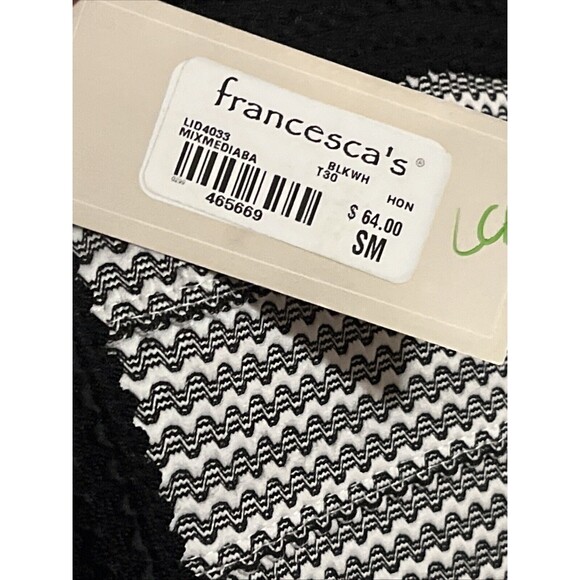 francesca's®
LID4033
MIXMEDIABA
BLKWH HON
T30
465669
$ 64.00
SM